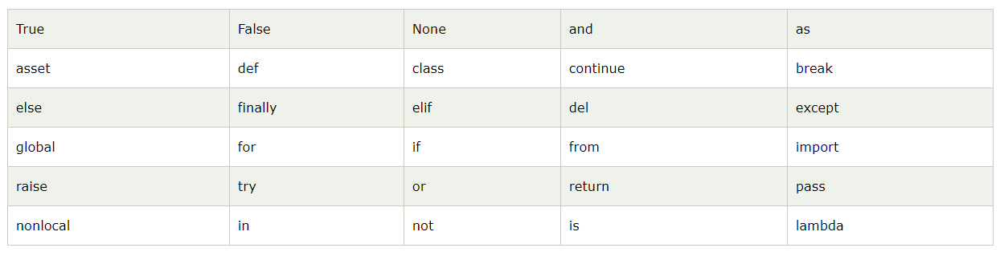 True False None and as
asset def class continue break
else finally elif del except
global for if from import
raise try or return pass
nonlocal in not is lambda